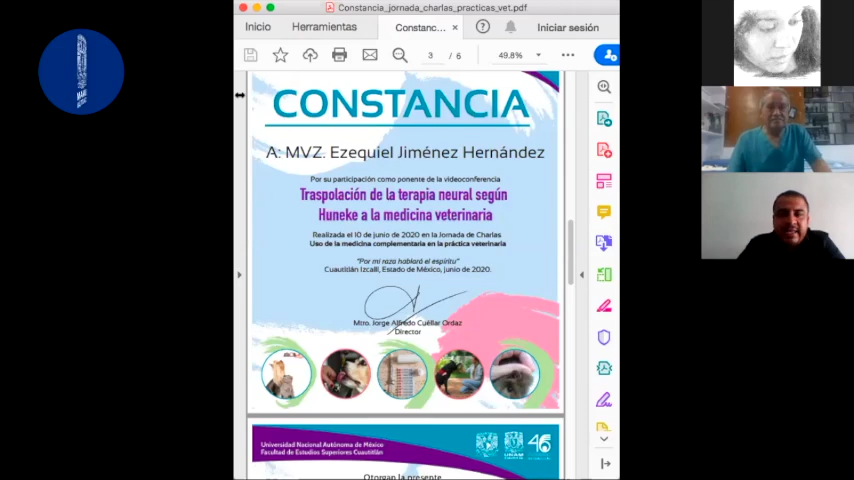 Constancia_jornada_charlas_practicas_vet.pdf
Inicio
Herramientas
Constanc...
Iniciar sesión
3 / 6
49.8%
CONSTANCIA
A: MVZ. Ezequiel Jiménez Hernández
Por su participación como ponente de la videoconferencia
Traspolación de la terapia neural según
Huneke a la medicina veterinaria
Realizada el 10 de junio de 2020 en la Jornada de Charlas
Uso de la medicina complementaria en la práctica veterinaria
"Por mi raza hablará el espíritu"
Cuautitlán Izcalli, Estado de México, junio de 2020.
Mtro. Jorge Alfredo Cuéllar Ordaz
Director
Universidad Nacional Autónoma de México
Facultad de Estudios Superiores Cuautitlán
UNAM
Otorgan la presente